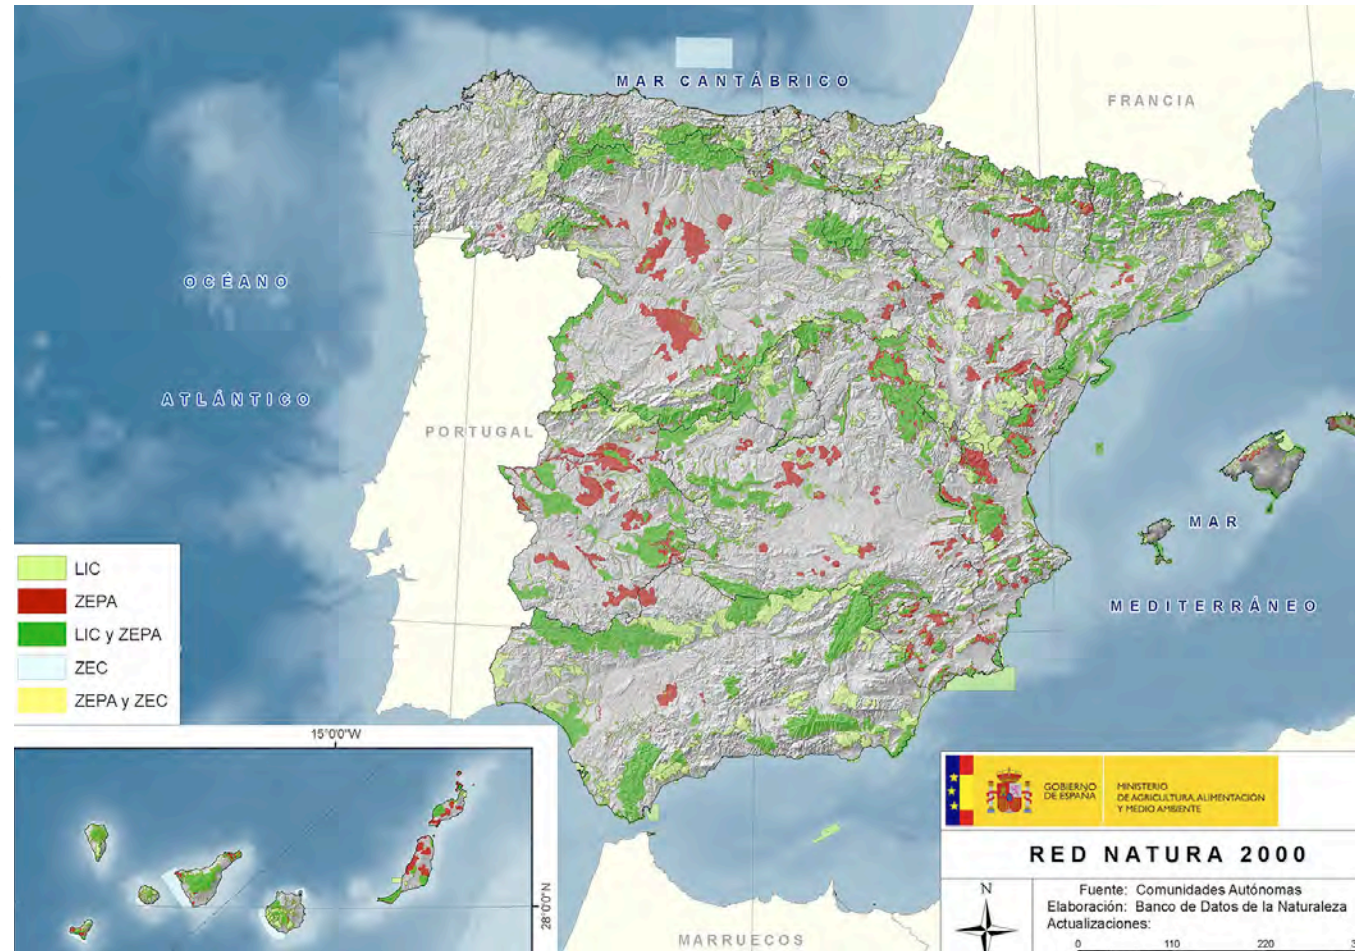 MAR CANTÁBRICO
FRANCIA
OCÉANO
ATLÁNTICO
PORTUGAL
MAR
MEDITERRÁNEO
LIC
ZEPA
LIC y ZEPA
ZEC
ZEPA y ZEC
15°0'0"W
28°0'0"N
MARRUECOS
GOBIERNO
DE ESPAÑA
MINISTERIO
DE AGRICULTURA, ALIMENTACIÓN
Y MEDIO AMBIENTE
RED NATURA 2000
N
Fuente: Comunidades Autónomas
Elaboración: Banco de Datos de la Naturaleza
Actualizaciones:
0 110 220